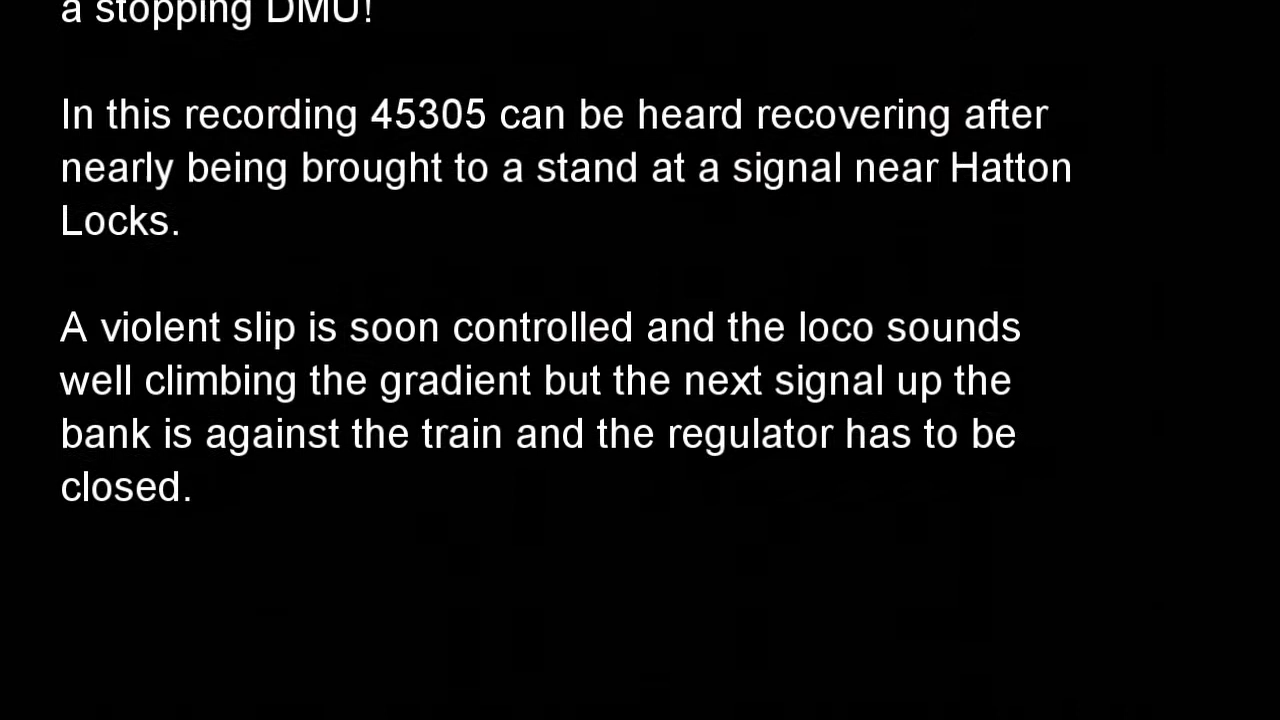 a stopping DMU!
In this recording 45305 can be heard recovering after
nearly being brought to a stand at a signal near Hatton
Locks.
A violent slip is soon controlled and the loco sounds
well climbing the gradient but the next signal up the
bank is against the train and the regulator has to be
closed.